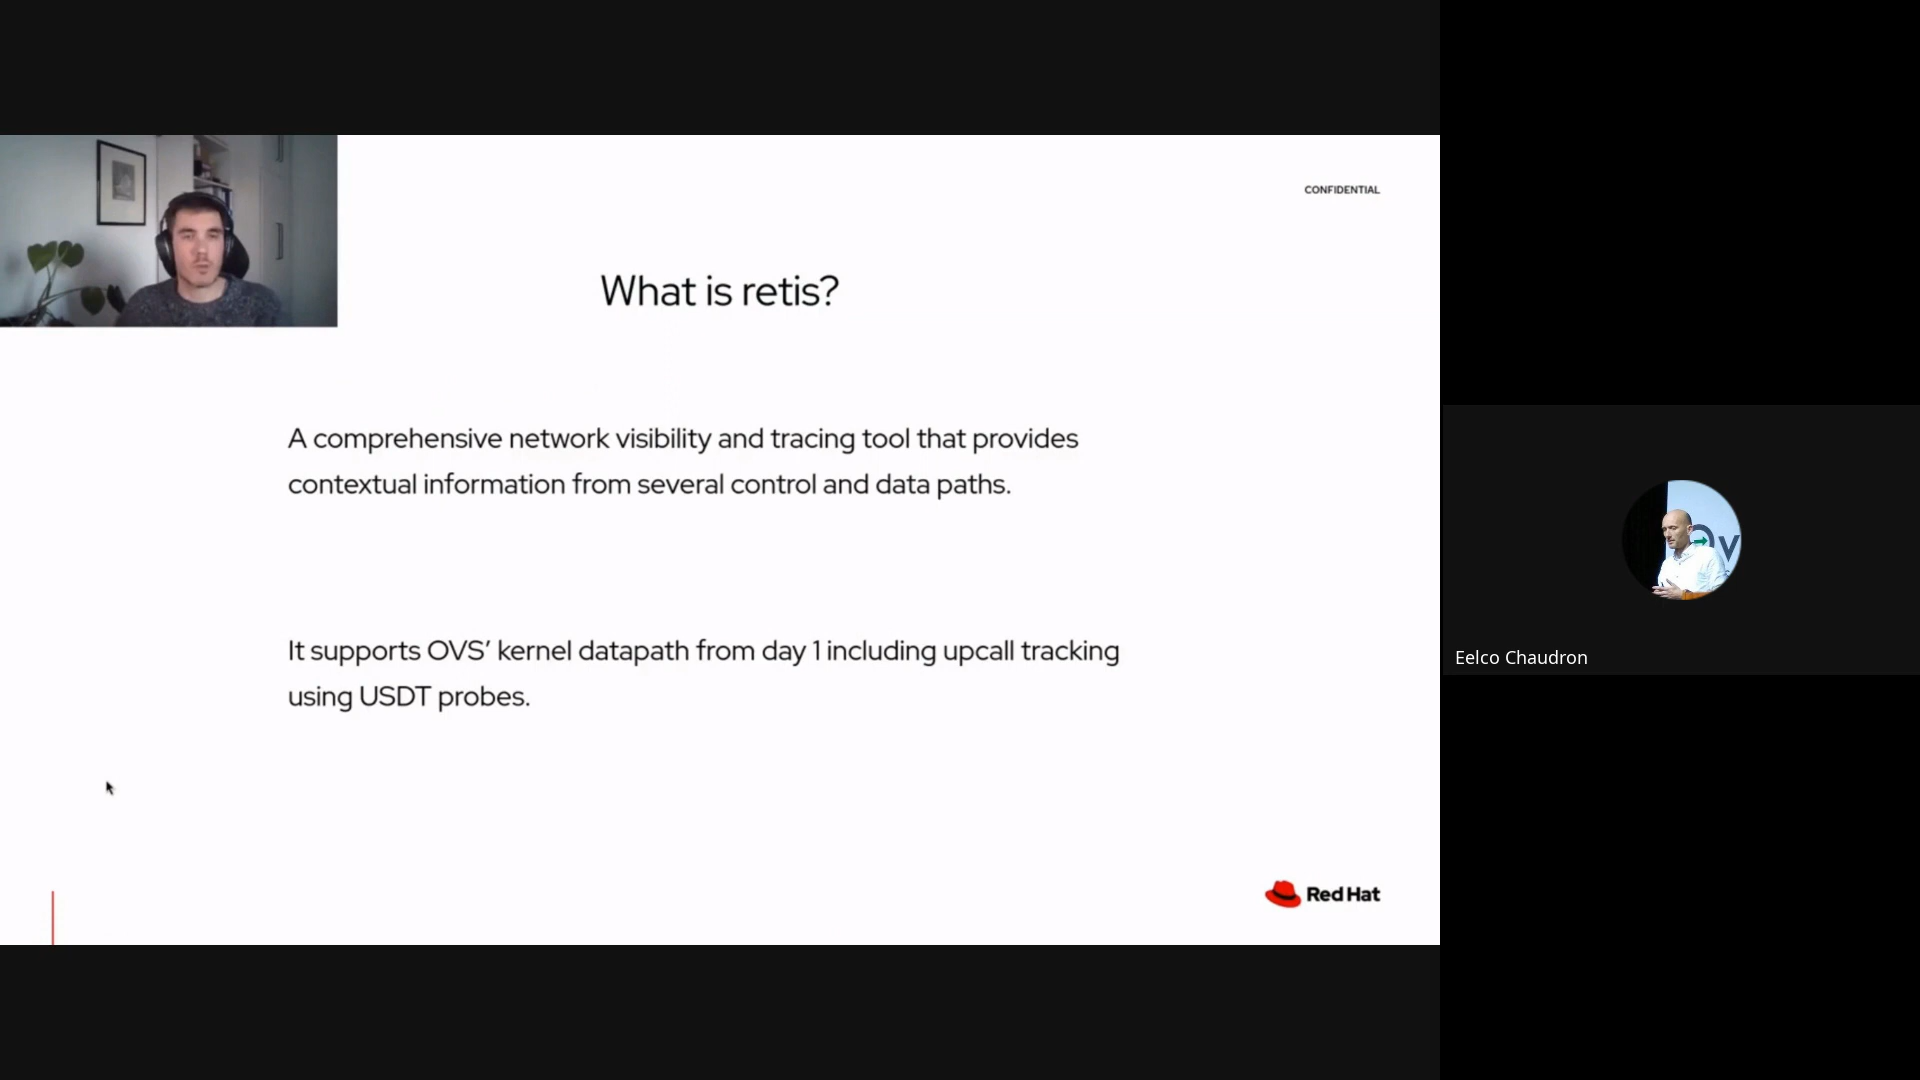 CONFIDENTIAL
What is retis?
A comprehensive network visibility and tracing tool that provides
contextual information from several control and data paths.
It supports OVS’ kernel datapath from day 1 including upcall tracking
using USDT probes.
Red Hat
Eelco Chaudron